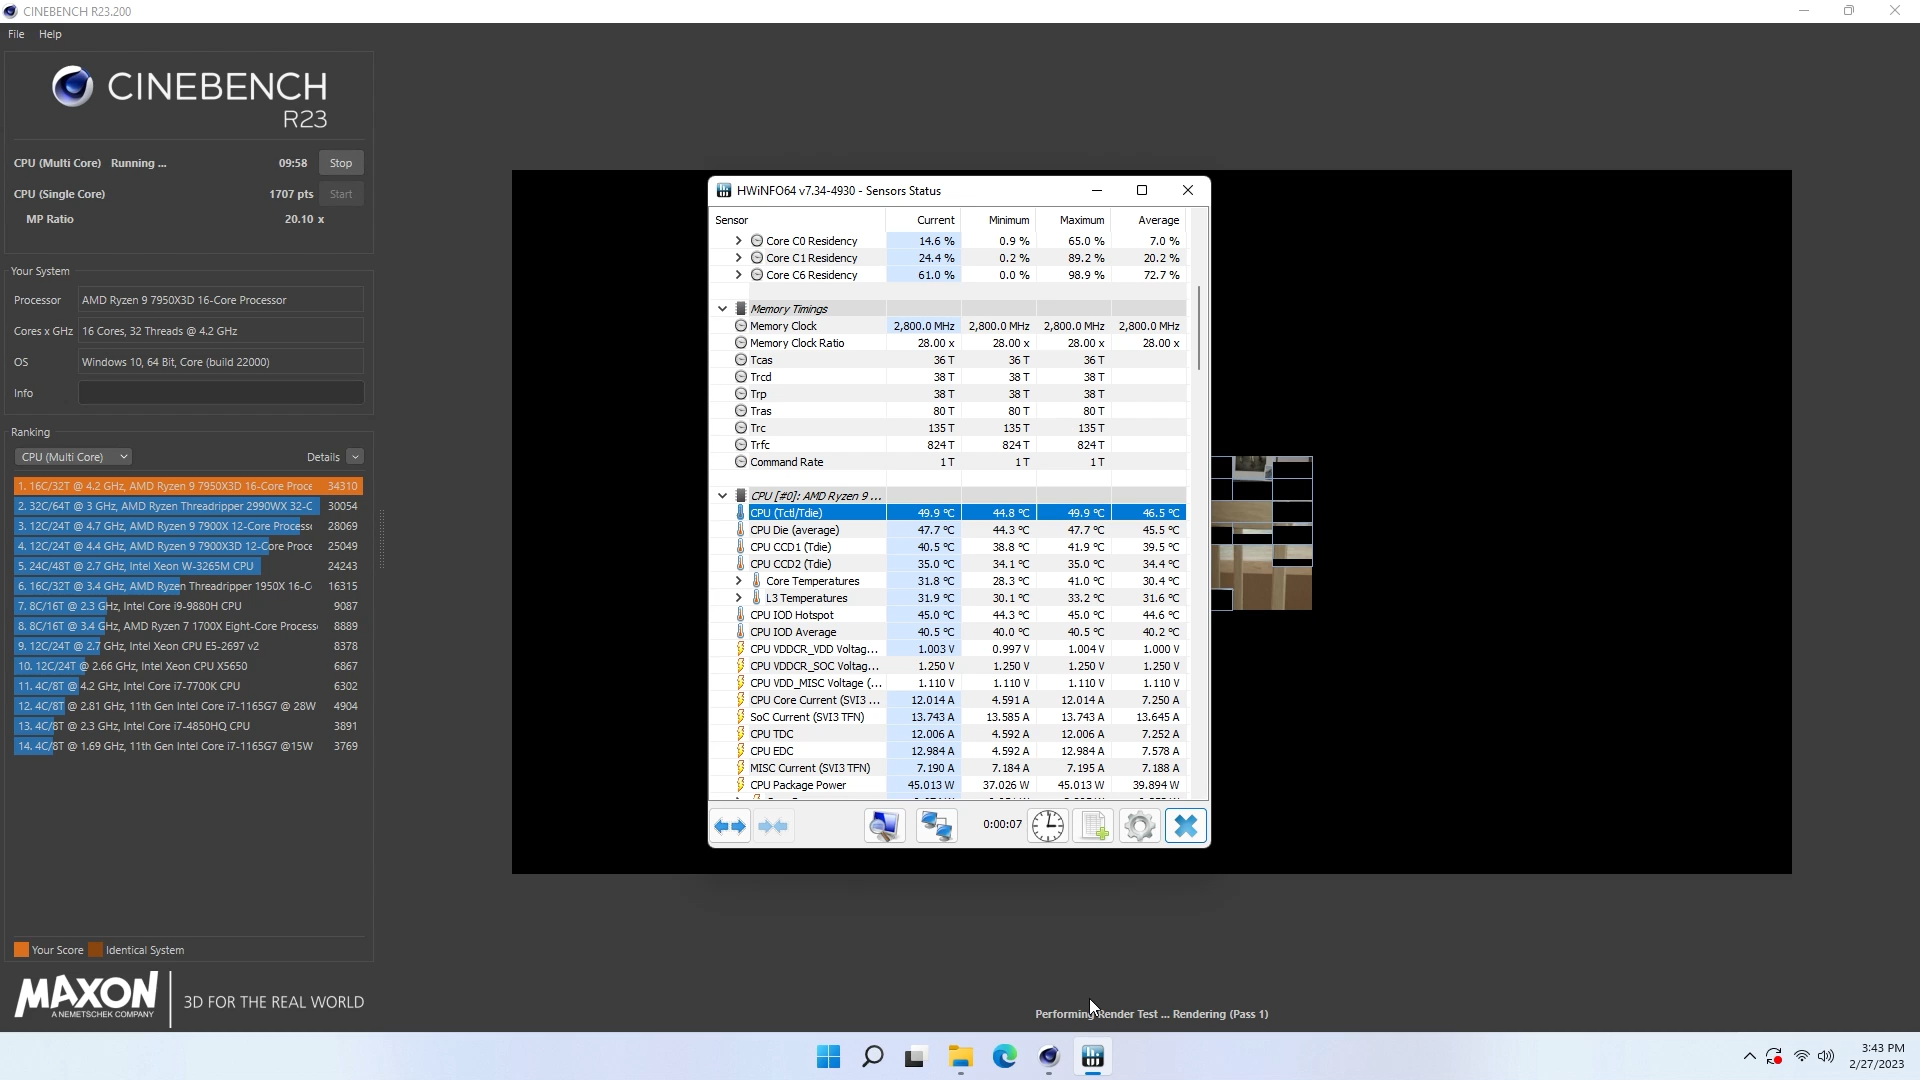 CINEBENCH R23.200
File Help
CINEBENCH
R23
CPU (Multi Core) Running ... 09:58 Stop
CPU (Single Core) 1707 pts Start
MP Ratio 20.10 x
Your System
Processor AMD Ryzen 9 7950X3D 16-Core Processor
Cores x GHz 16 Cores, 32 Threads @ 4.2 GHz
OS Windows 10, 64 Bit, Core (build 22000)
Info
Ranking
CPU (Multi Core) Details
1. 16C/32T @ 4.2 GHz, AMD Ryzen 9 7950X3D 16-Core Proce 34310
2. 32C/64T @ 3 GHz, AMD Ryzen Threadripper 2990WX 32-C 30054
3. 12C/24T @ 4.7 GHz, AMD Ryzen 9 7900X 12-Core Process 28069
4. 12C/24T @ 4.4 GHz, AMD Ryzen 9 7900X3D 12-Core Proce 25049
5. 24C/48T @ 2.7 GHz, Intel Xeon W-3265M CPU 24243
6. 16C/32T @ 3.4 GHz, AMD Ryzen Threadripper 1950X 16-C 16315
7. 8C/16T @ 2.3 GHz, Intel Core i9-9880H CPU 9087
8. 8C/16T @ 3.4 GHz, AMD Ryzen 7 1700X Eight-Core Process 8889
9. 12C/24T @ 2.7 GHz, Intel Xeon CPU E5-2697 v2 8378
10. 12C/24T @ 2.66 GHz, Intel Xeon CPU X5650 6867
11. 4C/8T @ 4.2 GHz, Intel Core i7-7700K CPU 6302
12. 4C/8T @ 2.81 GHz, 11th Gen Intel Core i7-1165G7 @ 28W 4904
13. 4C/8T @ 2.3 GHz, Intel Core i7-4850HQ CPU 3891
14. 4C/8T @ 1.69 GHz, 11th Gen Intel Core i7-1165G7 @15W 3769
Your Score Identical System
MAXON
A NEMETSCHEK COMPANY
3D FOR THE REAL WORLD
HWiNFO64 v7.34-4930 - Sensors Status
Sensor Current Minimum Maximum Average
Core C0 Residency 14.6 % 0.9 % 65.0 % 7.0 %
Core C1 Residency 24.4 % 0.2 % 89.2 % 20.2 %
Core C6 Residency 61.0 % 0.0 % 98.9 % 72.7 %
Memory Timings
Memory Clock 2,800.0 MHz 2,800.0 MHz 2,800.0 MHz 2,800.0 MHz
Memory Clock Ratio 28.00 x 28.00 x 28.00 x 28.00 x
Tcas 36 T 36 T 36 T
Trcd 38 T 38 T 38 T
Trp 38 T 38 T 38 T
Tras 80 T 80 T 80 T
Trc 135 T 135 T 135 T
Trfc 824 T 824 T 824 T
Command Rate 1 T 1 T 1 T
CPU [#0]: AMD Ryzen 9 ...
CPU (Tctl/Tdie) 49.9 °C 44.8 °C 49.9 °C 46.5 °C
CPU Die (average) 47.7 °C 44.3 °C 47.7 °C 45.5 °C
CPU CCD1 (Tdie) 40.5 °C 38.8 °C 41.9 °C 39.5 °C
CPU CCD2 (Tdie) 35.0 °C 34.1 °C 35.0 °C 34.4 °C
Core Temperatures 31.8 °C 28.3 °C 41.0 °C 30.4 °C
L3 Temperatures 31.9 °C 30.1 °C 33.2 °C 31.6 °C
CPU IOD Hotspot 45.0 °C 44.3 °C 45.0 °C 44.6 °C
CPU IOD Average 40.5 °C 40.0 °C 40.5 °C 40.2 °C
CPU VDDCR_VDD Voltag... 1.003 V 0.997 V 1.004 V 1.000 V
CPU VDDCR_SOC Voltag... 1.250 V 1.250 V 1.250 V 1.250 V
CPU VDD_MISC Voltage (... 1.110 V 1.110 V 1.110 V 1.110 V
CPU Core Current (SVI3 ... 12.014 A 4.591 A 12.014 A 7.250 A
SoC Current (SVI3 TFN) 13.743 A 13.585 A 13.743 A 13.645 A
CPU TDC 12.006 A 4.592 A 12.006 A 7.252 A
CPU EDC 12.984 A 4.592 A 12.984 A 7.578 A
MISC Current (SVI3 TFN) 7.190 A 7.184 A 7.195 A 7.188 A
CPU Package Power 45.013 W 37.026 W 45.013 W 39.894 W
0:00:07
Performing Render Test ... Rendering (Pass 1)
3:43 PM
2/27/2023